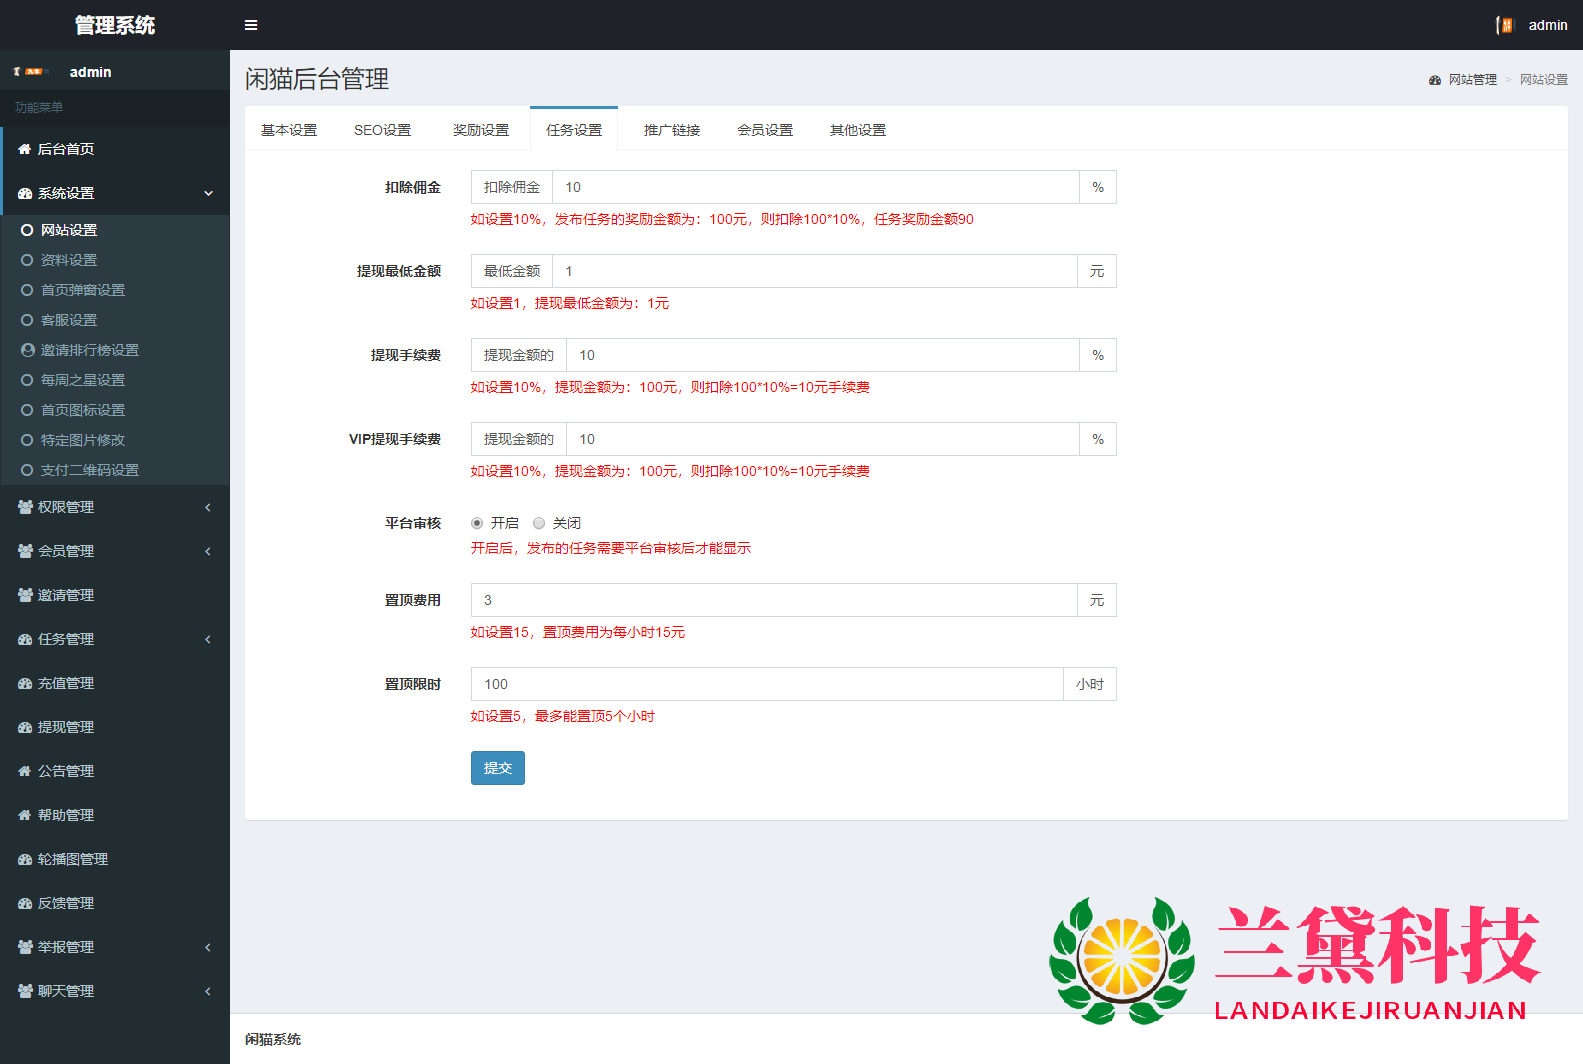 管理系统
admin
admin
功能菜单
后台首页
系统设置
网站设置
资料设置
首页弹窗设置
客服设置
邀请排行榜设置
每周之星设置
首页图标设置
特定图片修改
支付二维码设置
权限管理
会员管理
邀请管理
任务管理
充值管理
提现管理
公告管理
帮助管理
轮播图管理
反馈管理
举报管理
聊天管理
闲猫后台管理
网站管理 > 网站设置
基本设置 SEO设置 奖励设置 任务设置 推广链接 会员设置 其他设置
扣除佣金 扣除佣金 10 %
如设置10%，发布任务的奖励金额为：100元，则扣除100*10%，任务奖励金额90
提现最低金额 最低金额 1 元
如设置1，提现最低金额为：1元
提现手续费 提现金额的 10 %
如设置10%，提现金额为：100元，则扣除100*10%=10元手续费
VIP提现手续费 提现金额的 10 %
如设置10%，提现金额为：100元，则扣除100*10%=10元手续费
平台审核 开启 关闭
开启后，发布的任务需要平台审核后才能显示
置顶费用 3 元
如设置15，置顶费用为每小时15元
置顶限时 100 小时
如设置5，最多能置顶5个小时
提交
兰黛科技
LANDAIKEJIRUANJIAN
闲猫系统